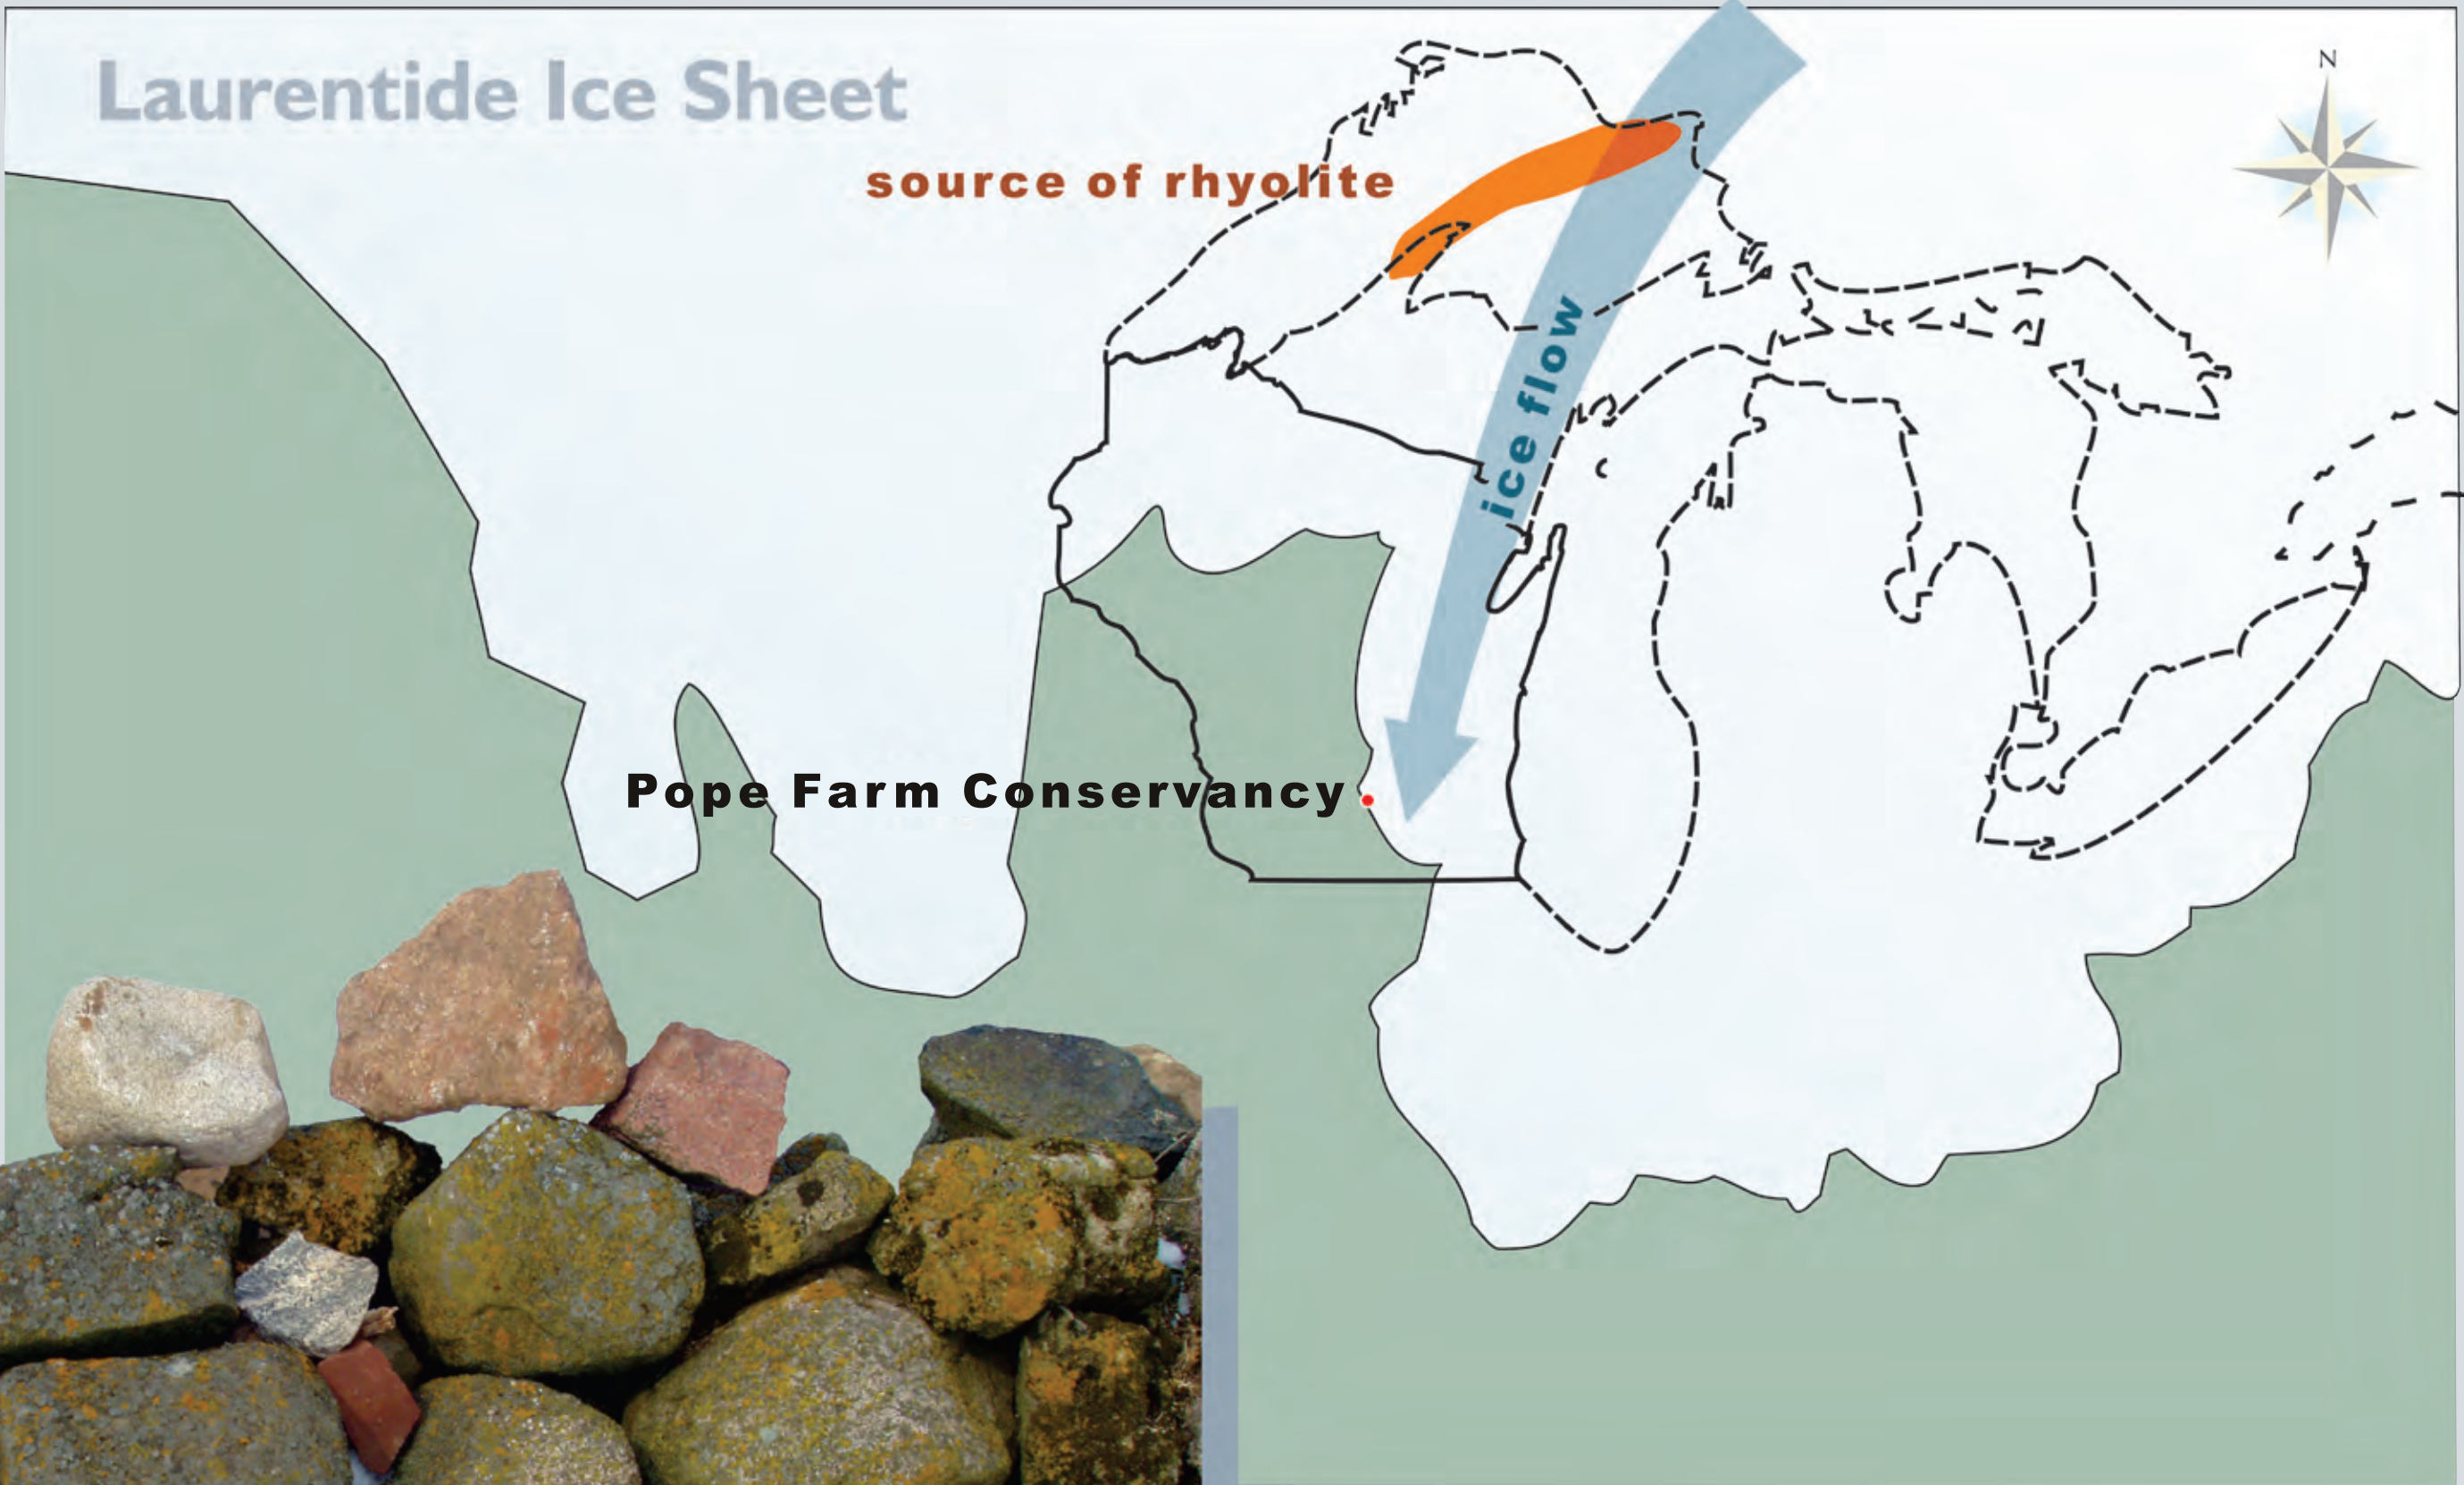 Laurentide Ice Sheet
N
source of rhyolite
ice flow
Pope Farm Conservancy